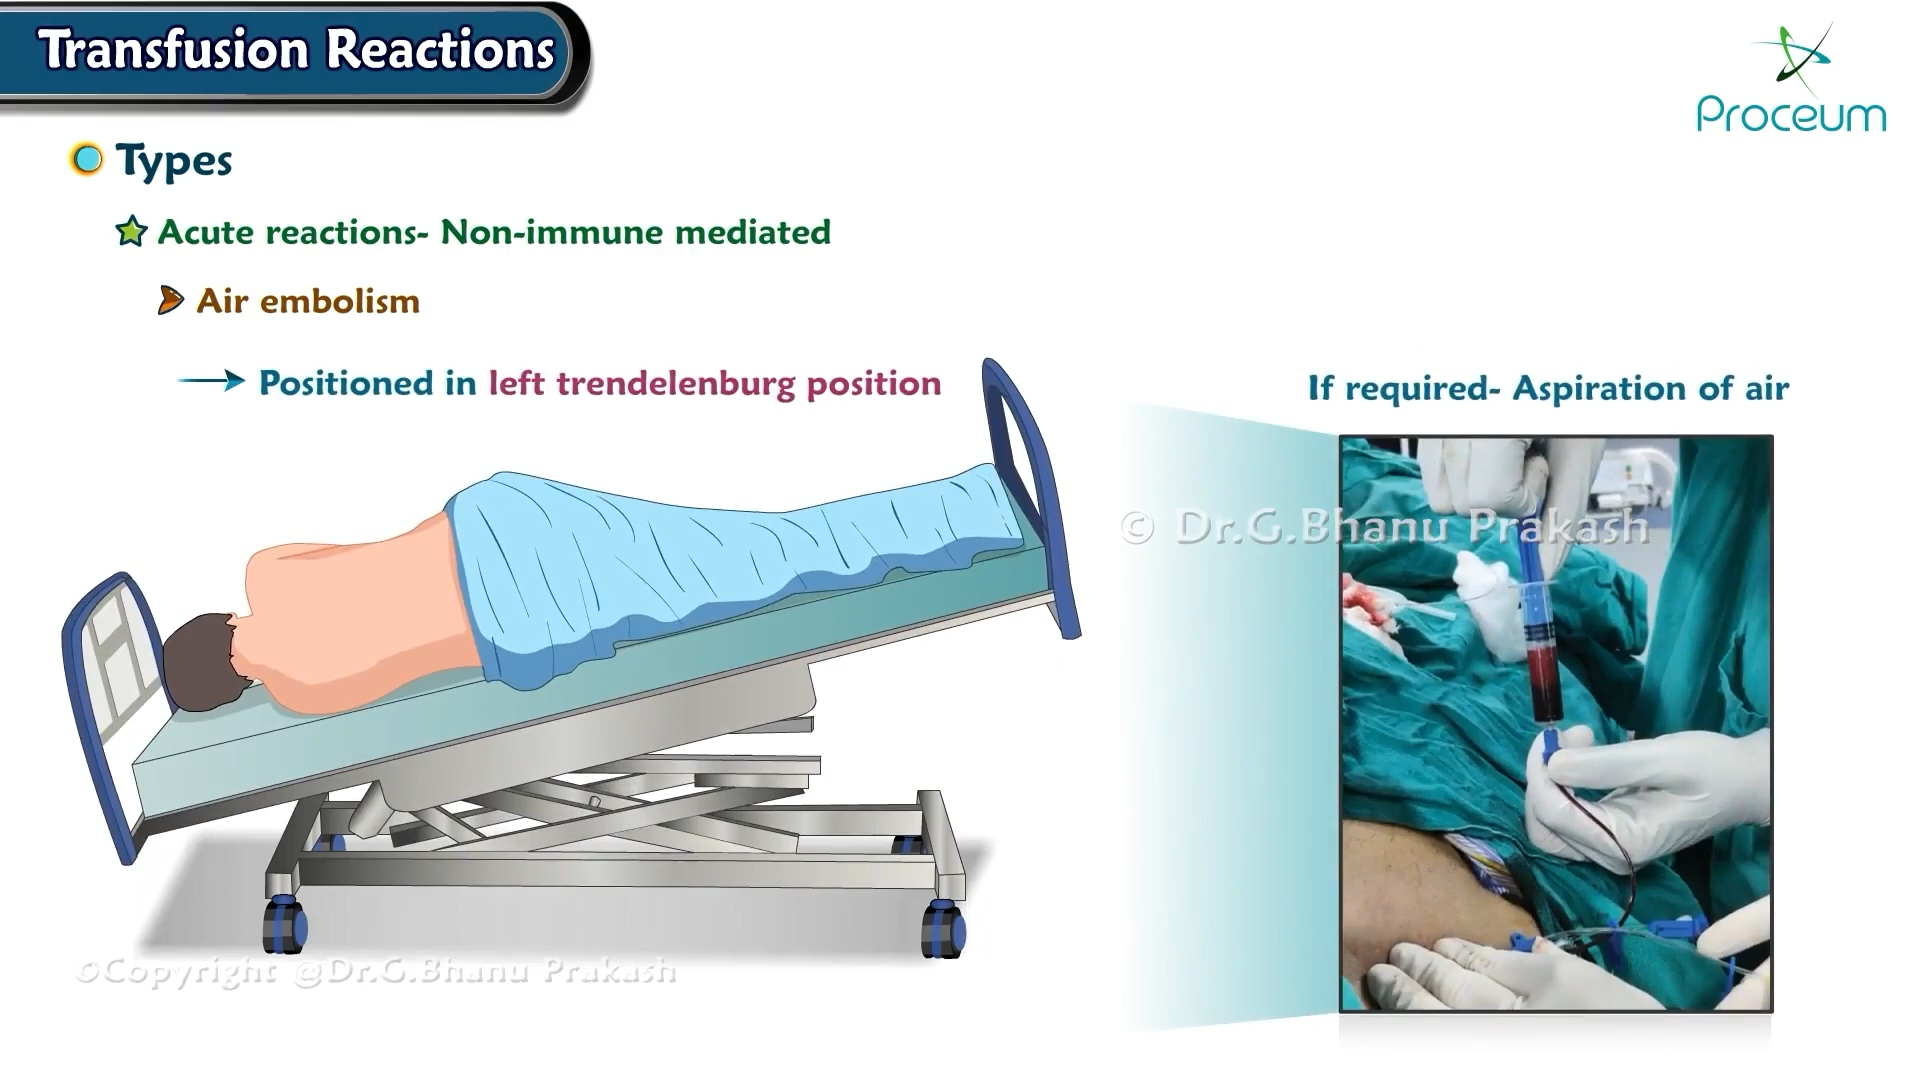 Transfusion Reactions
Proceum
Types
Acute reactions- Non-immune mediated
Air embolism
Positioned in left trendelenburg position
If required- Aspiration of air
© Dr.G.Bhanu Prakash
©Copyright @Dr.G.Bhanu Prakash